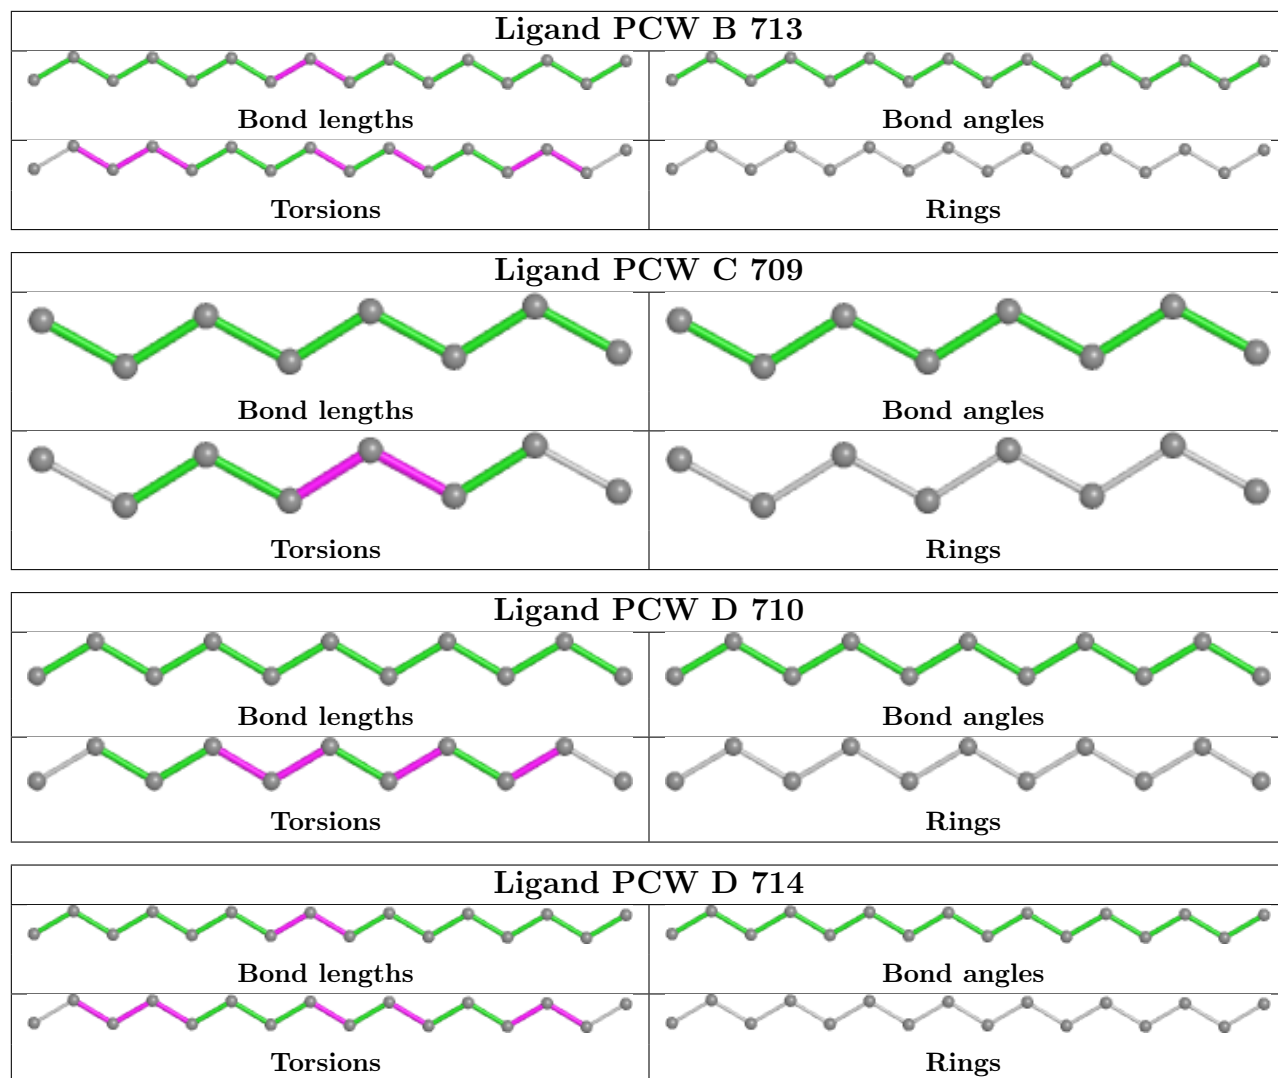 Ligand PCW B 713
Bond lengths Bond angles
Torsions Rings
Ligand PCW C 709
Bond lengths Bond angles
Torsions Rings
Ligand PCW D 710
Bond lengths Bond angles
Torsions Rings
Ligand PCW D 714
Bond lengths Bond angles
Torsions Rings